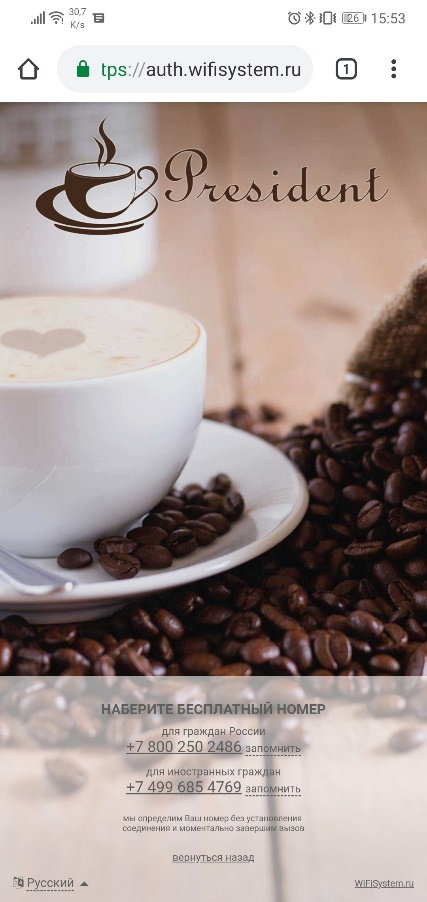 30,7
K/s
26
15:53
tps://auth.wifisystem.ru
1
President
НАБЕРИТЕ БЕСПЛАТНЫЙ НОМЕР
для граждан России
+7 800 250 2486 запомнить
для иностранных граждан
+7 499 685 4769 запомнить
мы определим Ваш номер без установления
соединения и моментально завершим вызов
вернуться назад
Русский
WiFiSystem.ru